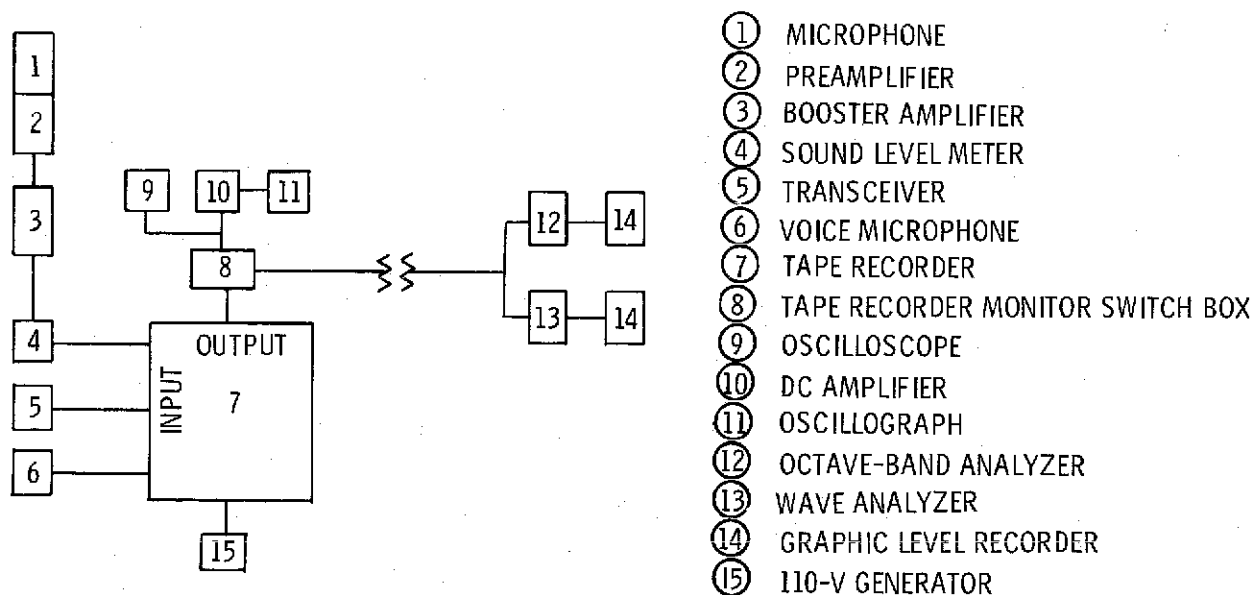 1
2
3
4
5
6
9
10
11
8
OUTPUT
INPUT
7
15
12
14
13
14
① MICROPHONE
② PREAMPLIFIER
③ BOOSTER AMPLIFIER
④ SOUND LEVEL METER
⑤ TRANSCEIVER
⑥ VOICE MICROPHONE
⑦ TAPE RECORDER
⑧ TAPE RECORDER MONITOR SWITCH BOX
⑨ OSCILLOSCOPE
⑩ DC AMPLIFIER
⑪ OSCILLOGRAPH
⑫ OCTAVE-BAND ANALYZER
⑬ WAVE ANALYZER
⑭ GRAPHIC LEVEL RECORDER
⑮ 110-V GENERATOR